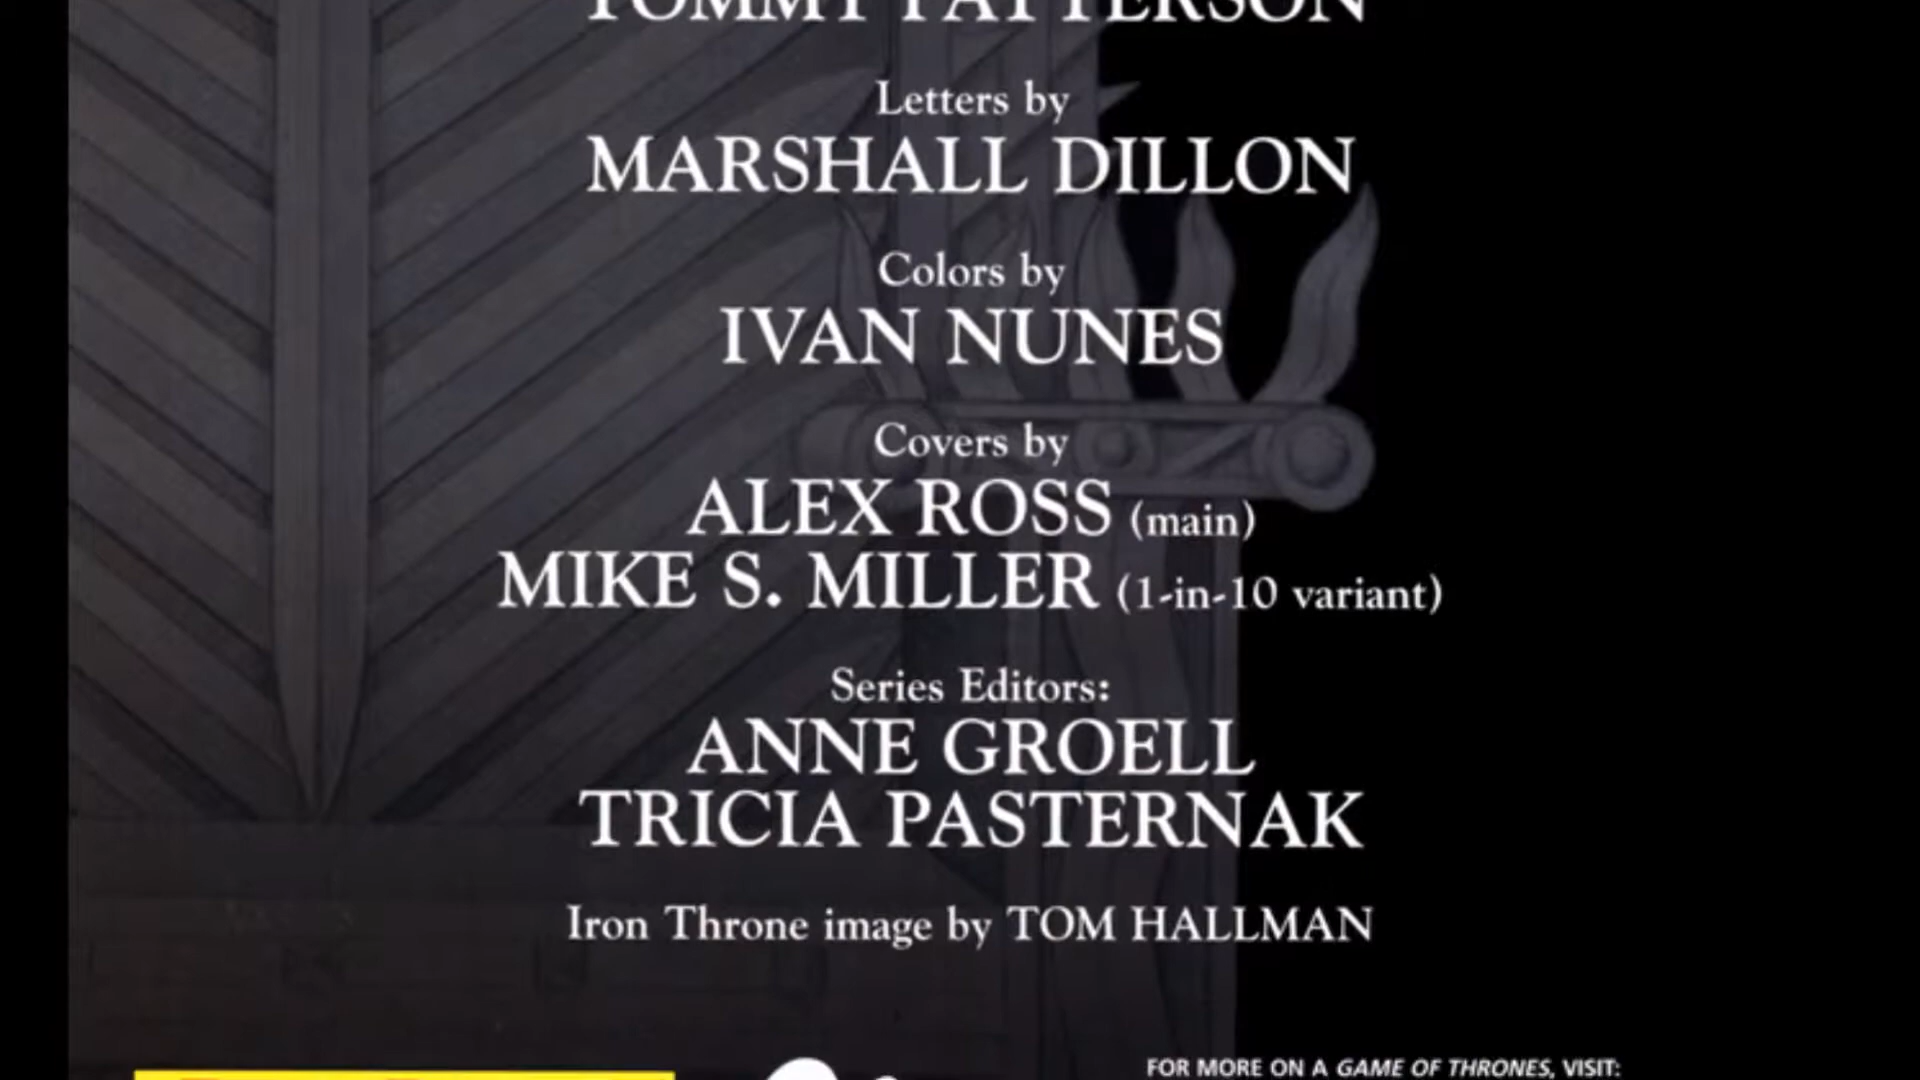 TOMMY PATTERSON
Letters by
MARSHALL DILLON
Colors by
IVAN NUNES
Covers by
ALEX ROSS (main)
MIKE S. MILLER (1-in-10 variant)
Series Editors:
ANNE GROELL
TRICIA PASTERNAK
Iron Throne image by TOM HALLMAN
FOR MORE ON A GAME OF THRONES, VISIT: